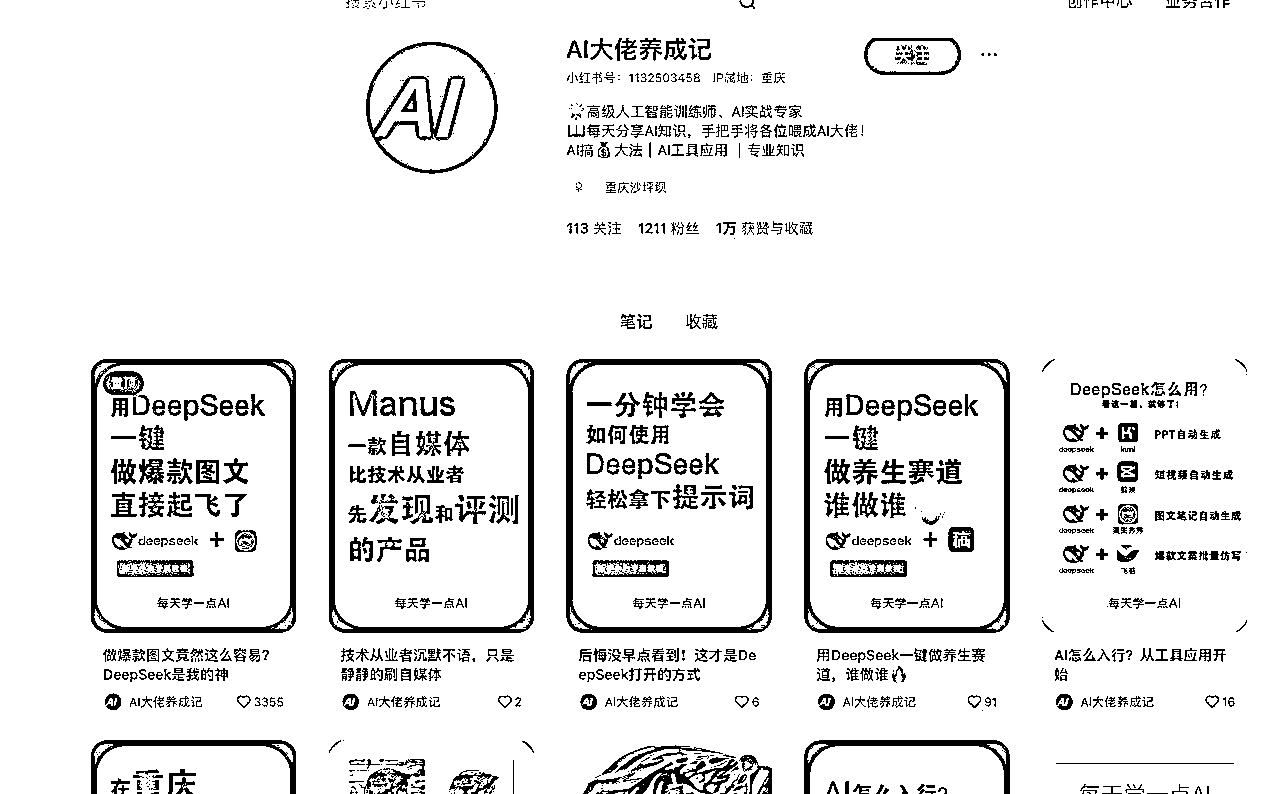 搜索小红书
创作中心 业务合作
AI大佬养成记
关注
小红书号：1132503458 IP属地：重庆
高级人工智能训练师、AI实战专家
每天分享AI知识，手把手将各位喂成AI大佬！
AI搞💰大法｜AI工具应用 ｜专业知识
重庆沙坪坝
113 关注 1211 粉丝 1万 获赞与收藏
笔记 收藏
置顶
用DeepSeek
一键
做爆款图文
直接起飞了
deepseek +
每天学一点AI
做爆款图文竟然这么容易？
DeepSeek是我的神
AI大佬养成记 3355
Manus
一款自媒体
比技术从业者
先发现和评测
的产品
每天学一点AI
技术从业者沉默不语，只是
静静的刷自媒体
AI大佬养成记 2
一分钟学会
如何使用
DeepSeek
轻松拿下提示词
deepseek
每天学一点AI
后悔没早点看到！这才是De
epSeek打开的方式
AI大佬养成记 6
用DeepSeek
一键
做养生赛道
谁做谁
deepseek +
每天学一点AI
用DeepSeek一键做养生赛
道，谁做谁🔥
AI大佬养成记 91
DeepSeek怎么用？
看这一篇，就够了！
deepseek + kimi PPT自动生成
deepseek + 剪映 短视频自动生成
deepseek + 美图秀秀 图文笔记自动生成
deepseek + 飞书 爆款文案批量仿写
每天学一点AI
AI怎么入行？从工具应用开
始
AI大佬养成记 16
在重庆
AI怎么入行？
每天学一点AI